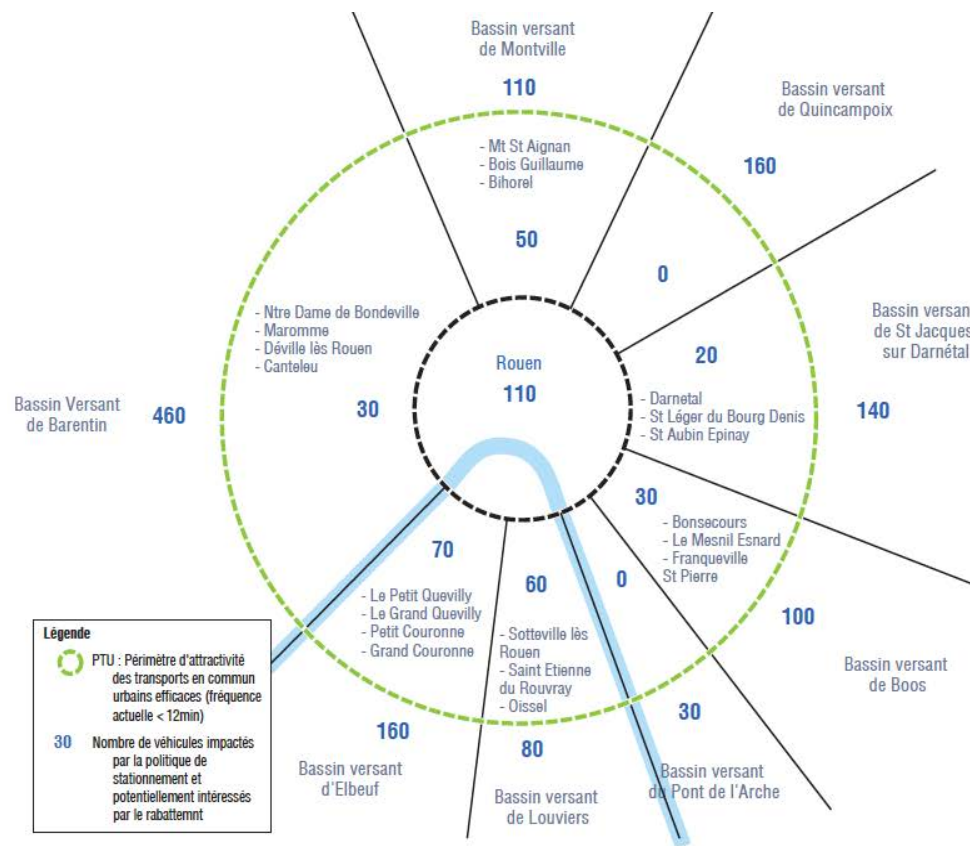 Bassin versant
de Montville
110
Bassin versant
de Quincampoix
160
- Mt St Aignan
- Bois Guillaume
- Bihorel
50
0
- Ntre Dame de Bondeville
- Maromme
- Déville lès Rouen
- Canteleu
30
Bassin Versant
de Barentin
460
Rouen
110
20
- Darnetal
- St Léger du Bourg Denis
- St Aubin Epinay
Bassin versant
de St Jacques
sur Darnétal
140
30
- Bonsecours
- Le Mesnil Esnard
- Franqueville
St Pierre
100
Bassin versant
de Boos
70
- Le Petit Quevilly
- Le Grand Quevilly
- Petit Couronne
- Grand Couronne
60
- Sotteville lès
Rouen
- Saint Etienne
du Rouvray
- Oissel
0
30
Bassin versant
du Pont de l'Arche
160
Bassin versant
d'Elbeuf
80
Bassin versant
de Louviers
Légende
PTU : Périmètre d'attractivité
des transports en commun
urbains efficaces (fréquence
actuelle < 12min)
30 Nombre de véhicules impactés
par la politique de
stationnement et
potentiellement intéressés
par le rabattemnt